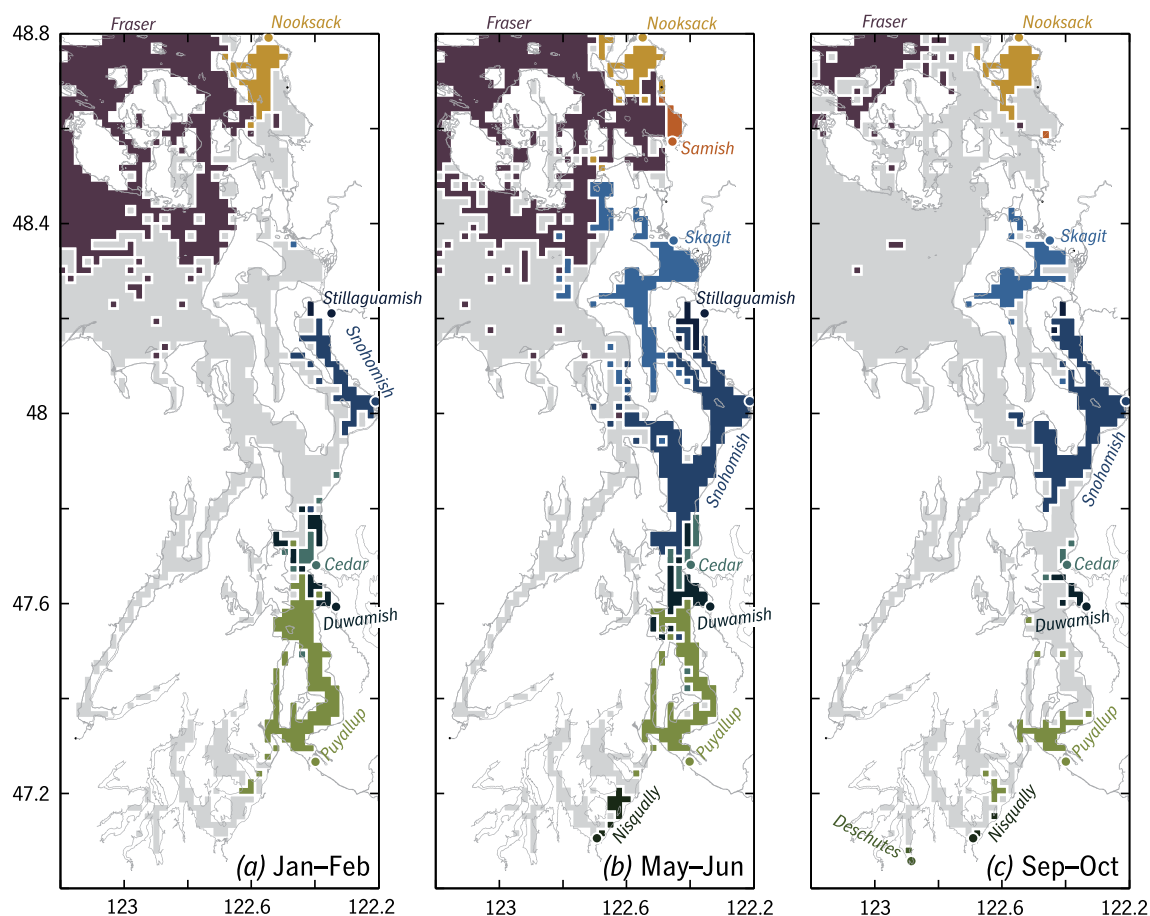 Fraser
Nooksack
Fraser
Nooksack
Fraser
Nooksack
48.8
48.4
48
47.6
47.2
Stillaguamish
Snohomish
Cedar
Duwamish
Puyallup
(a) Jan–Feb
Samish
Skagit
Stillaguamish
Snohomish
Cedar
Duwamish
Puyallup
Nisqually
(b) May–Jun
Skagit
Snohomish
Cedar
Duwamish
Puyallup
Nisqually
Deschutes
(c) Sep–Oct
123
122.6
122.2
123
122.6
122.2
123
122.6
122.2